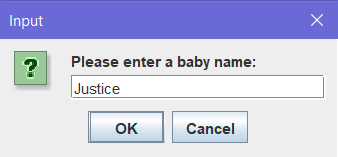 Input
?
Please enter a baby name:
Justice
OK Cancel